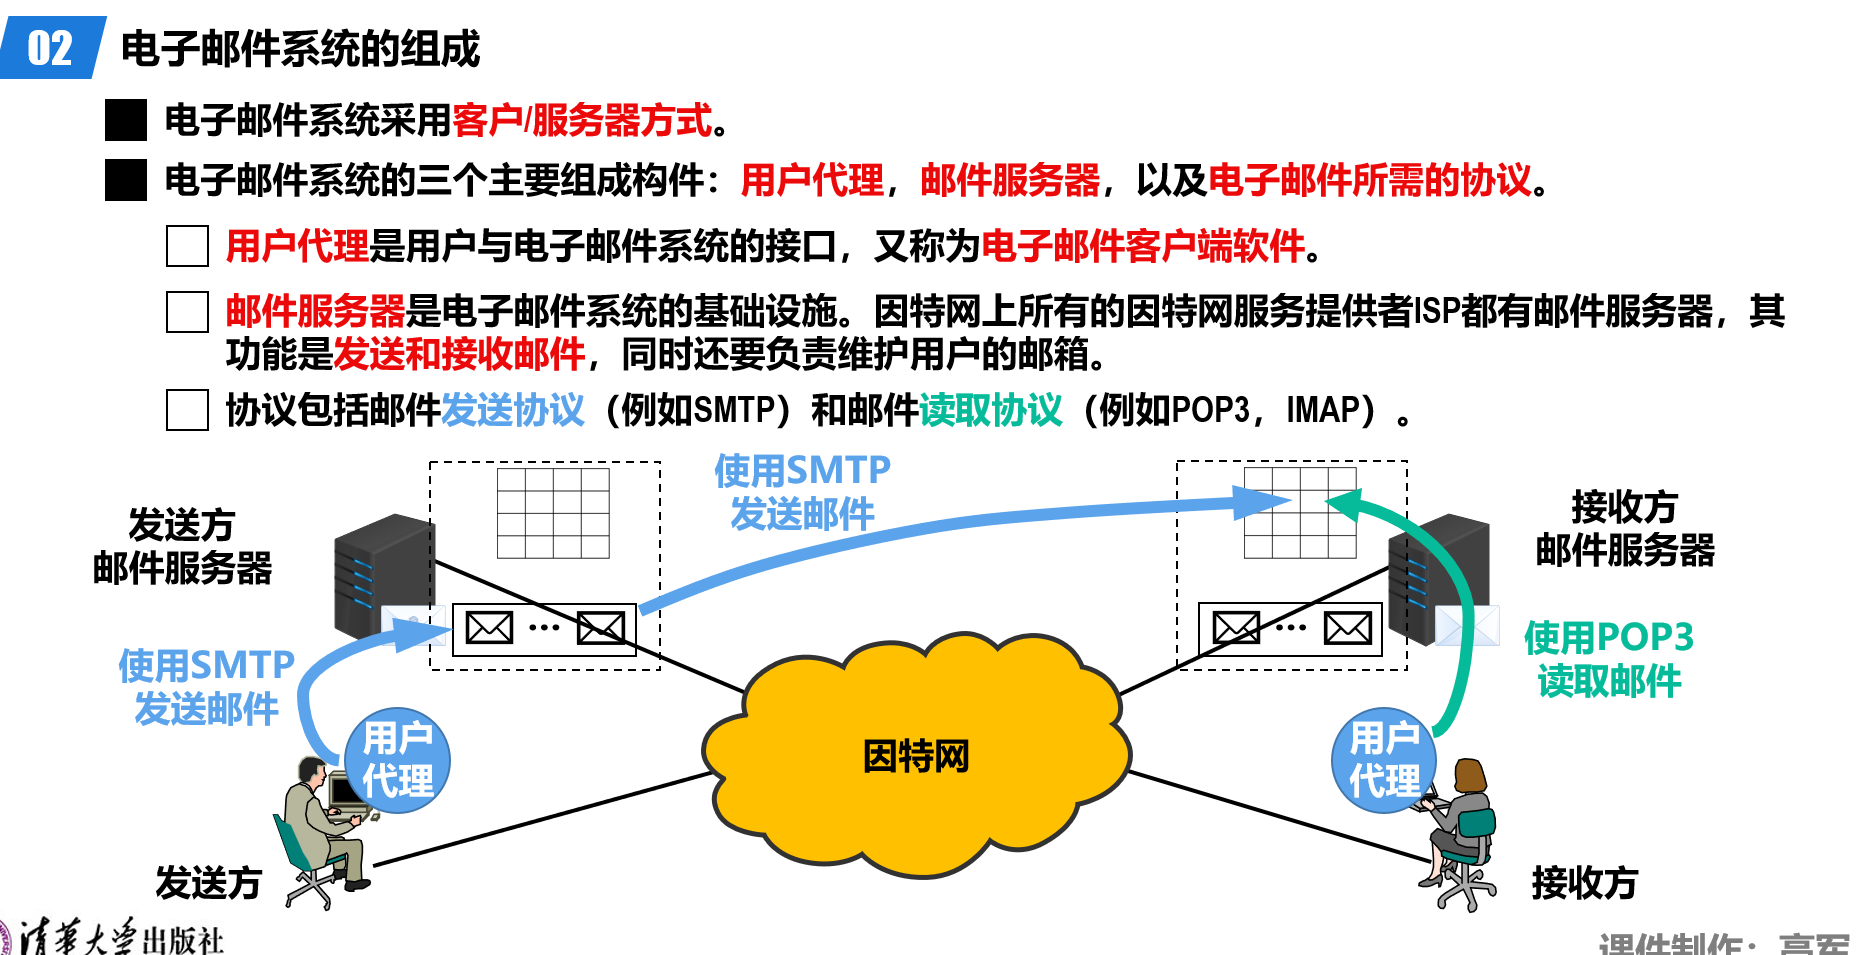 02 电子邮件系统的组成
电子邮件系统采用客户/服务器方式。
电子邮件系统的三个主要组成构件：用户代理，邮件服务器，以及电子邮件所需的协议。
用户代理是用户与电子邮件系统的接口，又称为电子邮件客户端软件。
邮件服务器是电子邮件系统的基础设施。因特网上所有的因特网服务提供者ISP都有邮件服务器，其
功能是发送和接收邮件，同时还要负责维护用户的邮箱。
协议包括邮件发送协议（例如SMTP）和邮件读取协议（例如POP3，IMAP）。
使用SMTP
发送邮件
发送方
邮件服务器
接收方
邮件服务器
使用SMTP
发送邮件
使用POP3
读取邮件
用户
代理
因特网
用户
代理
发送方
接收方
清华大学出版社
课件制作：高军